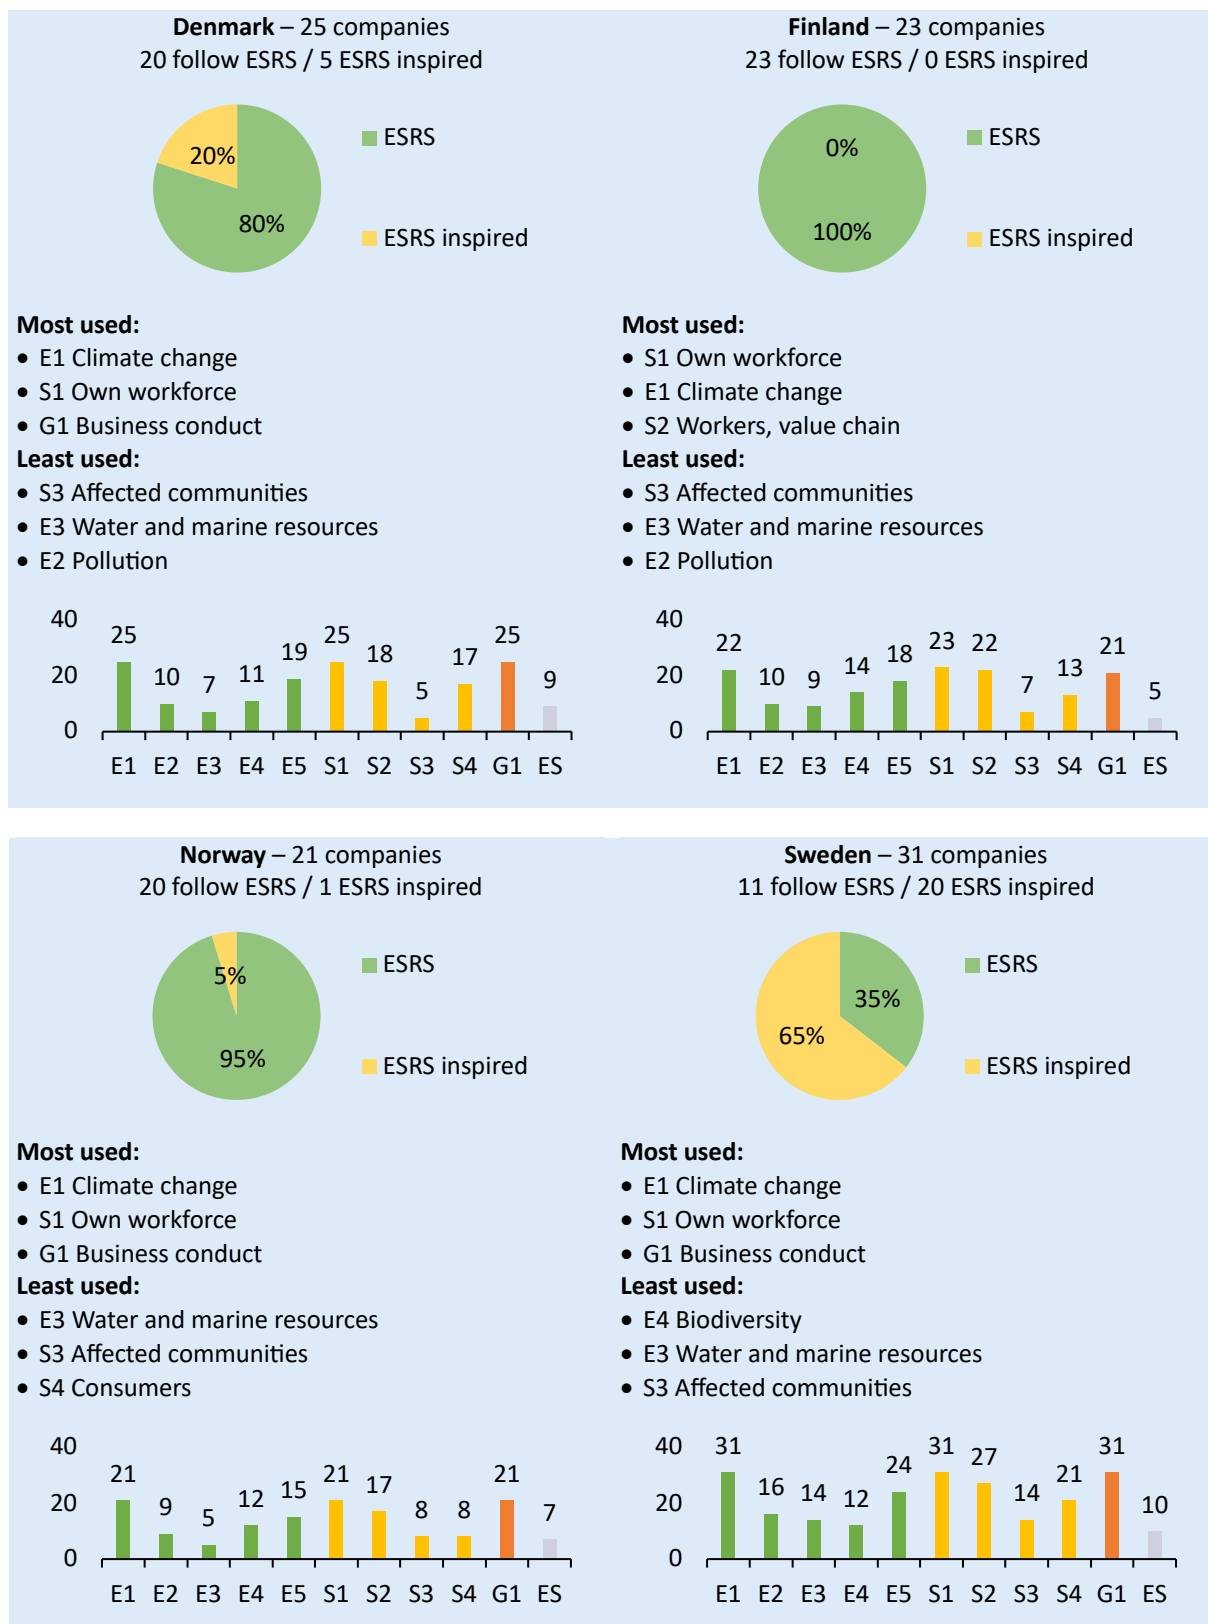 Denmark – 25 companies
20 follow ESRS / 5 ESRS inspired
20%
80%
ESRS
ESRS inspired
Most used:
• E1 Climate change
• S1 Own workforce
• G1 Business conduct
Least used:
• S3 Affected communities
• E3 Water and marine resources
• E2 Pollution
40
20
0
25 10 7 11 19 25 18 5 17 25 9
E1 E2 E3 E4 E5 S1 S2 S3 S4 G1 ES
Finland – 23 companies
23 follow ESRS / 0 ESRS inspired
0%
100%
ESRS
ESRS inspired
Most used:
• S1 Own workforce
• E1 Climate change
• S2 Workers, value chain
Least used:
• S3 Affected communities
• E3 Water and marine resources
• E2 Pollution
40
20
0
22 10 9 14 18 23 22 7 13 21 5
E1 E2 E3 E4 E5 S1 S2 S3 S4 G1 ES
Norway – 21 companies
20 follow ESRS / 1 ESRS inspired
5%
95%
ESRS
ESRS inspired
Most used:
• E1 Climate change
• S1 Own workforce
• G1 Business conduct
Least used:
• E3 Water and marine resources
• S3 Affected communities
• S4 Consumers
40
20
0
21 9 5 12 15 21 17 8 8 21 7
E1 E2 E3 E4 E5 S1 S2 S3 S4 G1 ES
Sweden – 31 companies
11 follow ESRS / 20 ESRS inspired
35%
65%
ESRS
ESRS inspired
Most used:
• E1 Climate change
• S1 Own workforce
• G1 Business conduct
Least used:
• E4 Biodiversity
• E3 Water and marine resources
• S3 Affected communities
40
20
0
31 16 14 12 24 31 27 14 21 31 10
E1 E2 E3 E4 E5 S1 S2 S3 S4 G1 ES